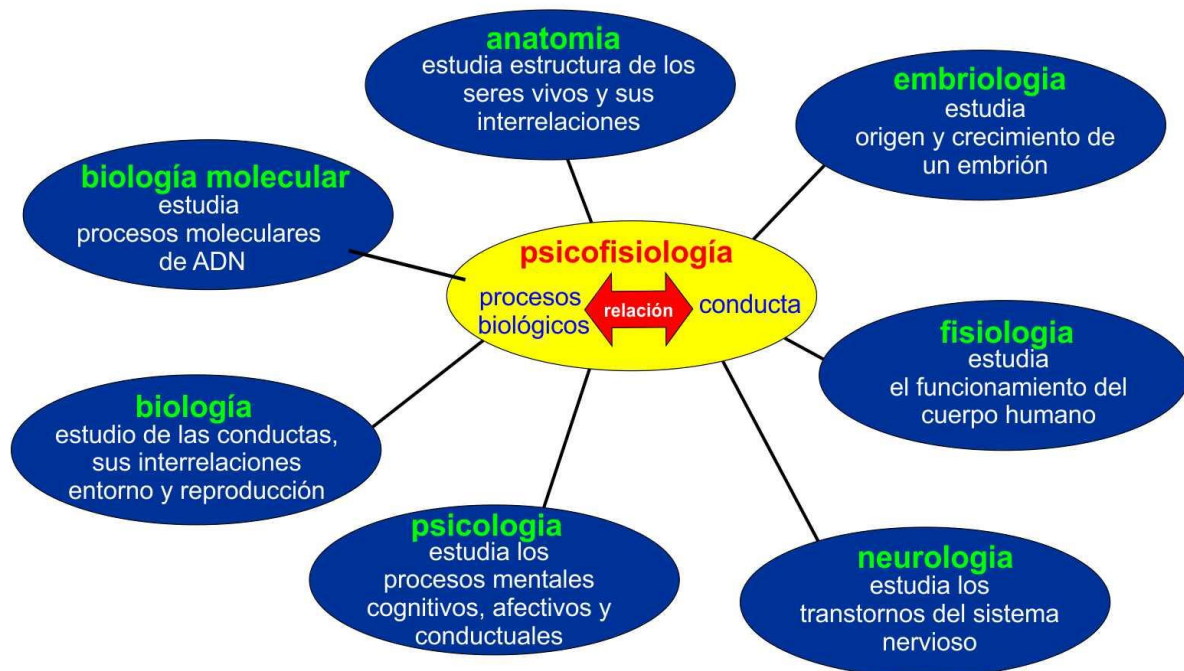 anatomia
estudia estructura de los
seres vivos y sus
interrelaciones
embriologia
estudia
origen y crecimiento de
un embrión
biología molecular
estudia
procesos moleculares
de ADN
psicofisiología
procesos
biológicos
relación
conducta
fisiologia
estudia
el funcionamiento del
cuerpo humano
biología
estudio de las conductas,
sus interrelaciones
entorno y reproducción
psicologia
estudia los
procesos mentales
cognitivos, afectivos y
conductuales
neurologia
estudia los
transtornos del sistema
nervioso